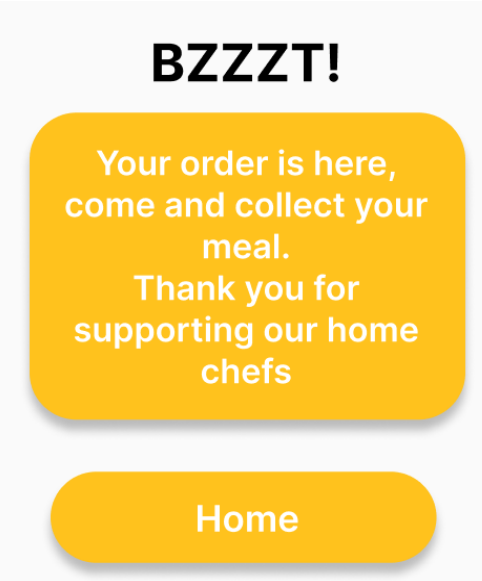 BZZZT!
Your order is here,
come and collect your
meal.
Thank you for
supporting our home
chefs
Home